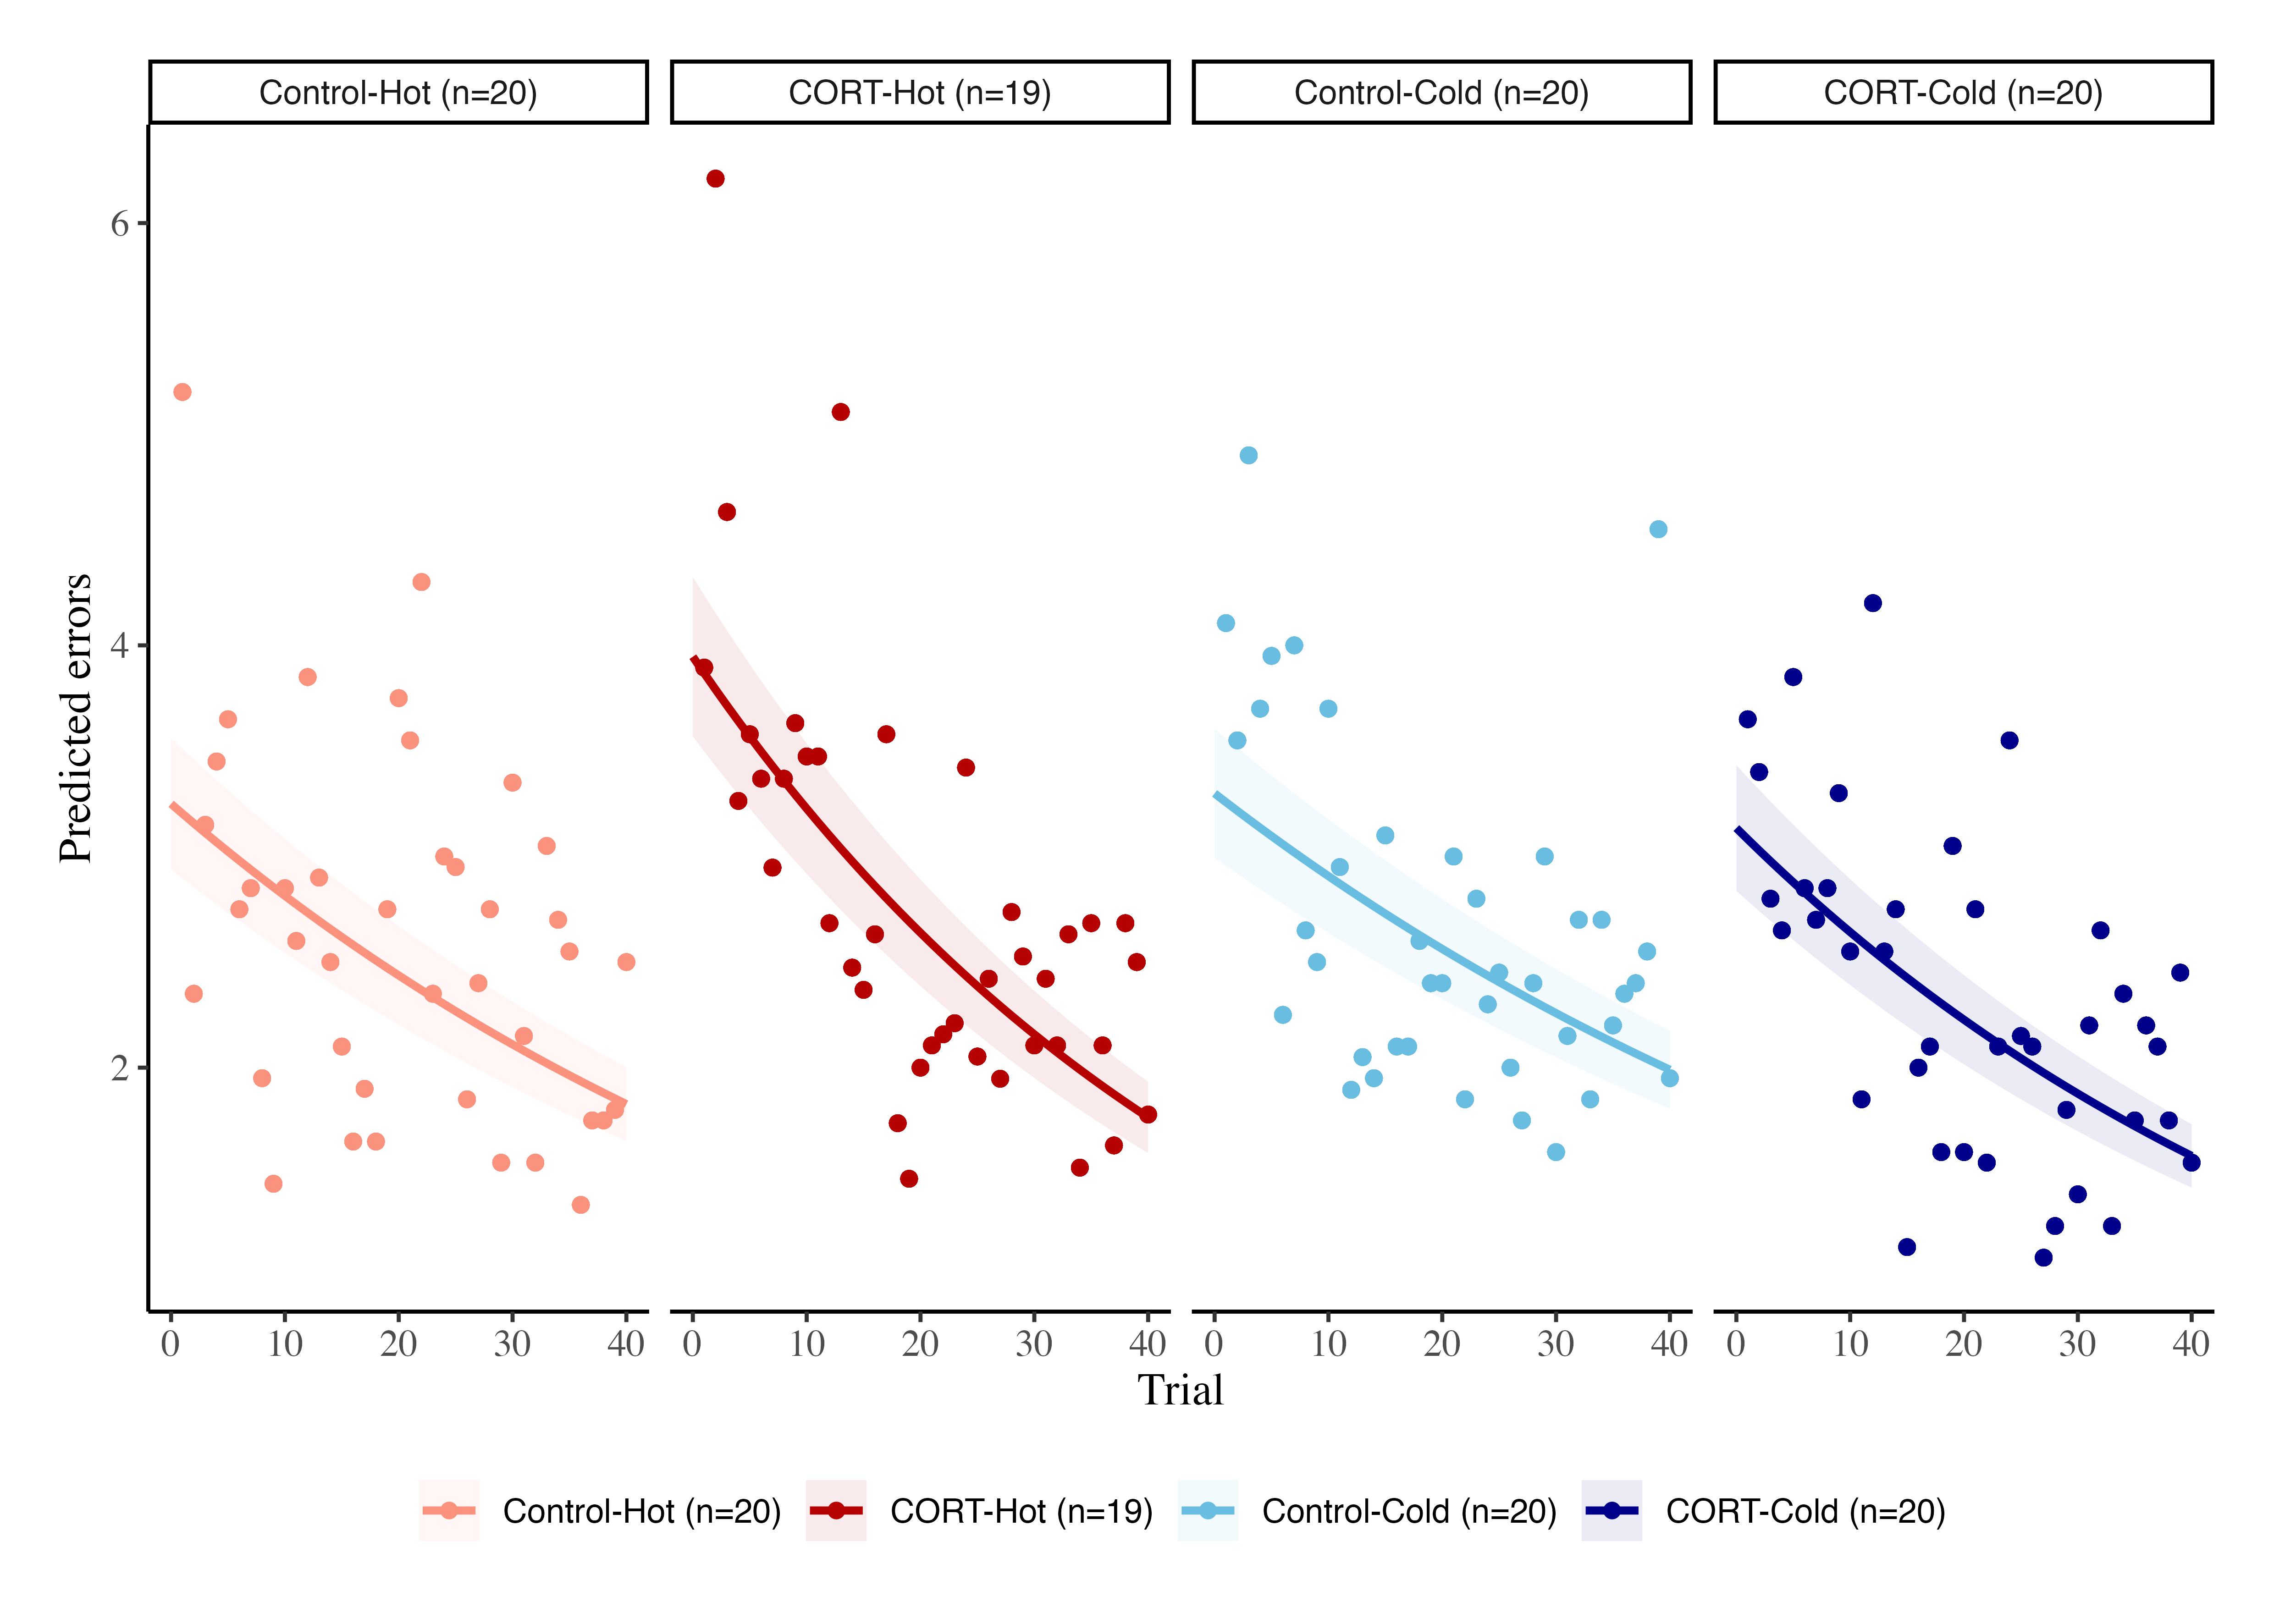 Control-Hot (n=20) CORT-Hot (n=19) Control-Cold (n=20) CORT-Cold (n=20)
Predicted errors
6
4
2
0 10 20 30 40 0 10 20 30 40 0 10 20 30 40 0 10 20 30 40
Trial
Control-Hot (n=20) CORT-Hot (n=19) Control-Cold (n=20) CORT-Cold (n=20)